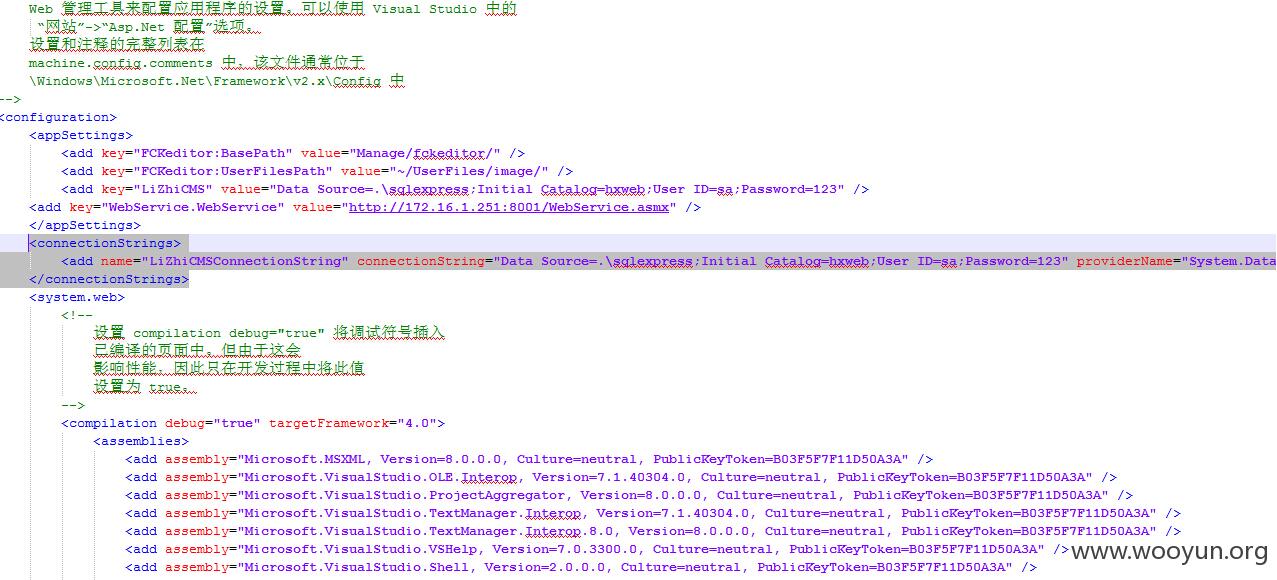 Web 管理工具来配置应用程序的设置。可以使用 Visual Studio 中的
“网站”->“Asp.Net 配置”选项。
设置和注释的完整列表在
machine.config.comments 中，该文件通常位于
\Windows\Microsoft.Net\Framework\v2.x\Config 中
-->
<configuration>
<appSettings>
<add key="FCKeditor:BasePath" value="Manage/fckeditor/" />
<add key="FCKeditor:UserFilesPath" value="~/UserFiles/image/" />
<add key="LiZhiCMS" value="Data Source=.\sqlexpress;Initial Catalog=hxweb;User ID=sa;Password=123" />
<add key="WebService.WebService" value="http://172.16.1.251:8001/WebService.asmx" />
</appSettings>
<connectionStrings>
<add name="LiZhiCMSConnectionString" connectionString="Data Source=.\sqlexpress;Initial Catalog=hxweb;User ID=sa;Password=123" providerName="System.Data
</connectionStrings>
<system.web>
<!--
设置 compilation debug="true" 将调试符号插入
已编译的页面中。但由于这会
影响性能，因此只在开发过程中将此值
设置为 true。
-->
<compilation debug="true" targetFramework="4.0">
<assemblies>
<add assembly="Microsoft.MSXML, Version=8.0.0.0, Culture=neutral, PublicKeyToken=B03F5F7F11D50A3A" />
<add assembly="Microsoft.VisualStudio.OLE.Interop, Version=7.1.40304.0, Culture=neutral, PublicKeyToken=B03F5F7F11D50A3A" />
<add assembly="Microsoft.VisualStudio.ProjectAggregator, Version=8.0.0.0, Culture=neutral, PublicKeyToken=B03F5F7F11D50A3A" />
<add assembly="Microsoft.VisualStudio.TextManager.Interop, Version=7.1.40304.0, Culture=neutral, PublicKeyToken=B03F5F7F11D50A3A" />
<add assembly="Microsoft.VisualStudio.TextManager.Interop.8.0, Version=8.0.0.0, Culture=neutral, PublicKeyToken=B03F5F7F11D50A3A" />
<add assembly="Microsoft.VisualStudio.VSHelp, Version=7.0.3300.0, Culture=neutral, PublicKeyToken=B03F5F7F11D50A3A" />
<add assembly="Microsoft.VisualStudio.Shell, Version=2.0.0.0, Culture=neutral, PublicKeyToken=B03F5F7F11D50A3A" />
www.wooyun.org